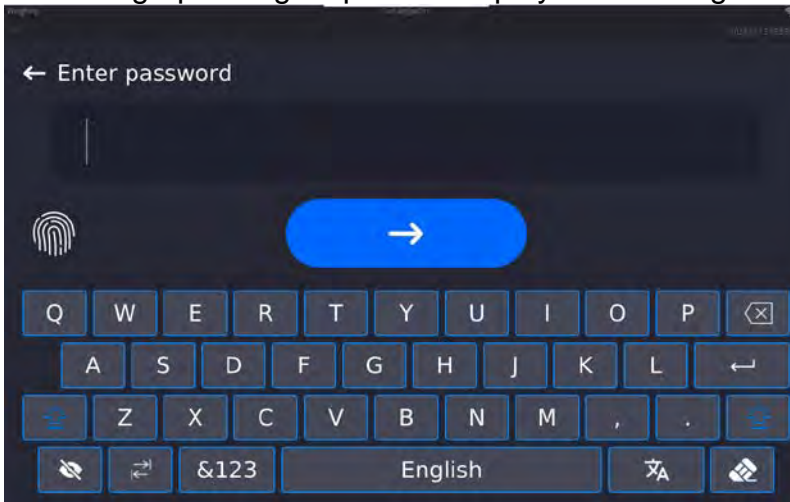 ← Enter password
→
Q W E R T Y U I O P
A S D F G H J K L
Z X C V B N M , .
&123 English